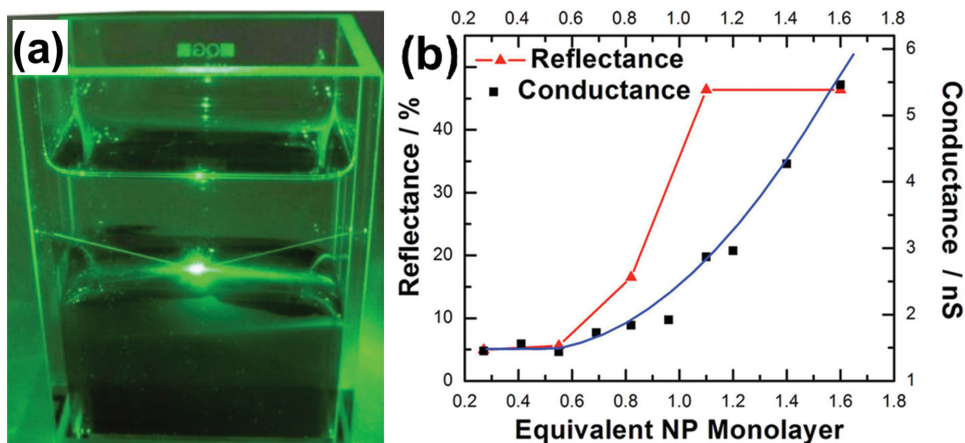 (a)
(b)
0.2 0.4 0.6 0.8 1.0 1.2 1.4 1.6 1.8
Reflectance
Conductance
Reflectance / %
40
30
20
10
0
6
5
4
3
2
1
Conductance / nS
0.2 0.4 0.6 0.8 1.0 1.2 1.4 1.6 1.8
Equivalent NP Monolayer